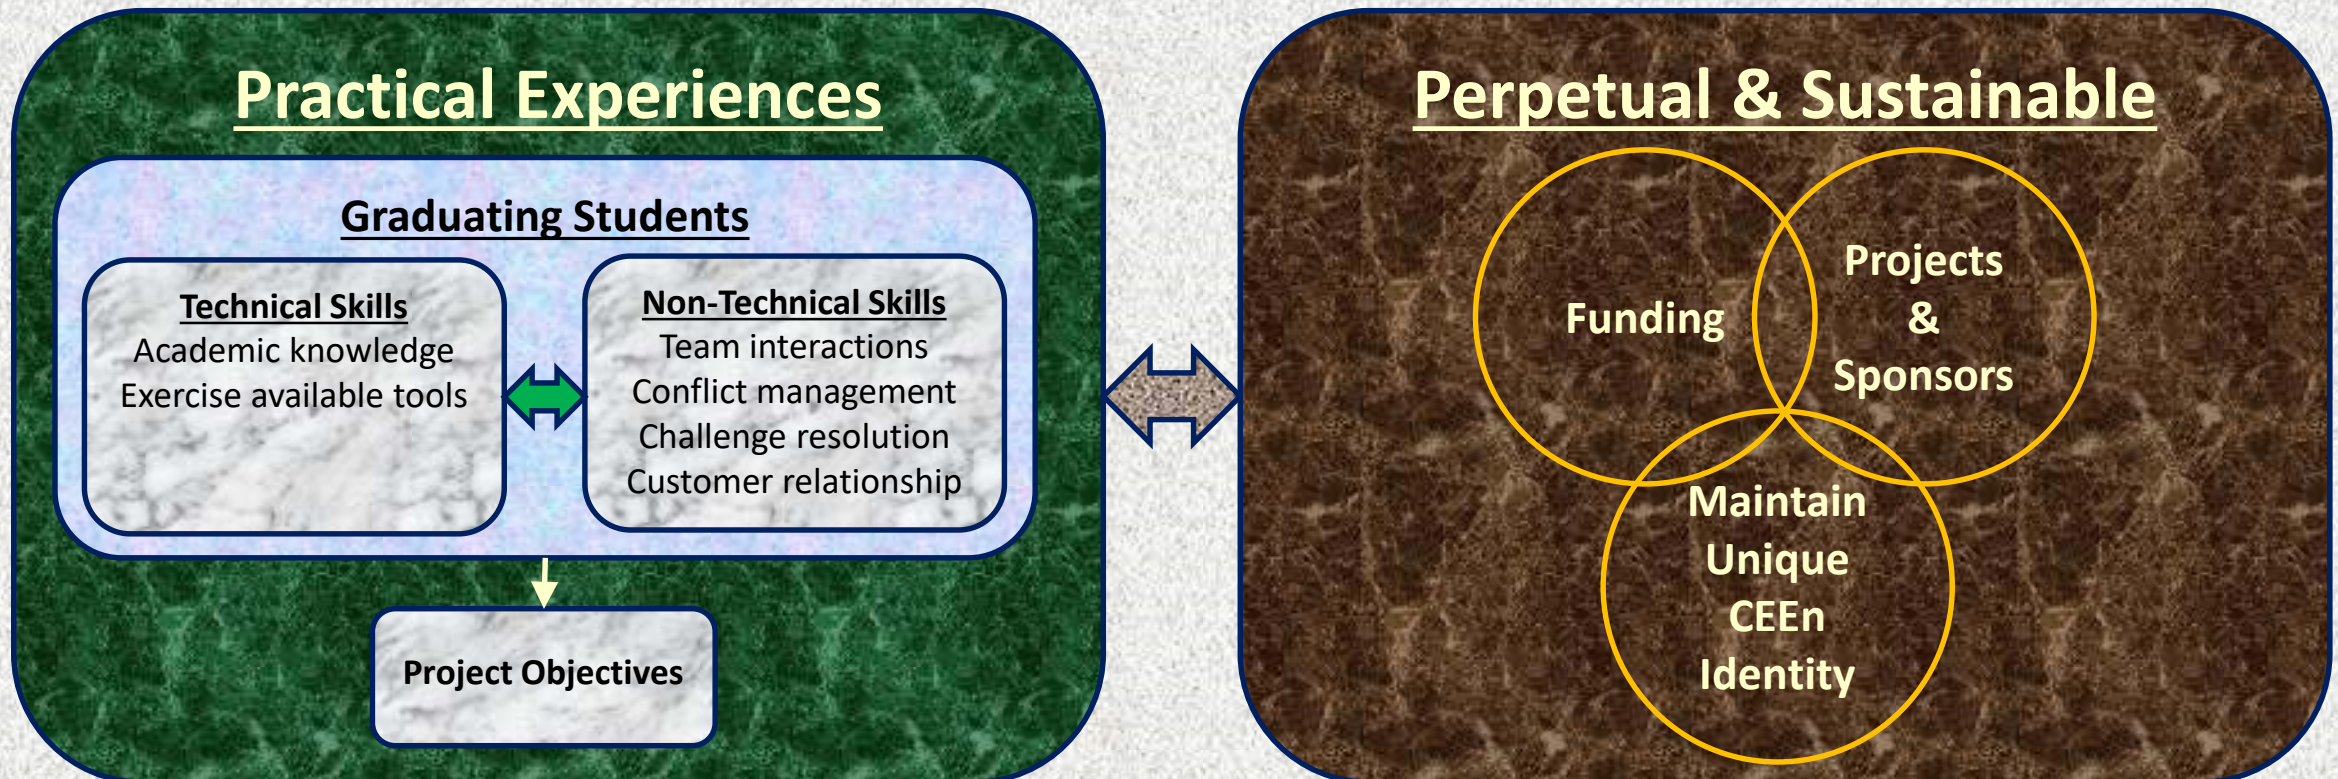 Practical Experiences
Graduating Students
Technical Skills
Academic knowledge
Exercise available tools
Non-Technical Skills
Team interactions
Conflict management
Challenge resolution
Customer relationship
Project Objectives
Perpetual & Sustainable
Funding
Projects
&
Sponsors
Maintain
Unique
CEEn
Identity